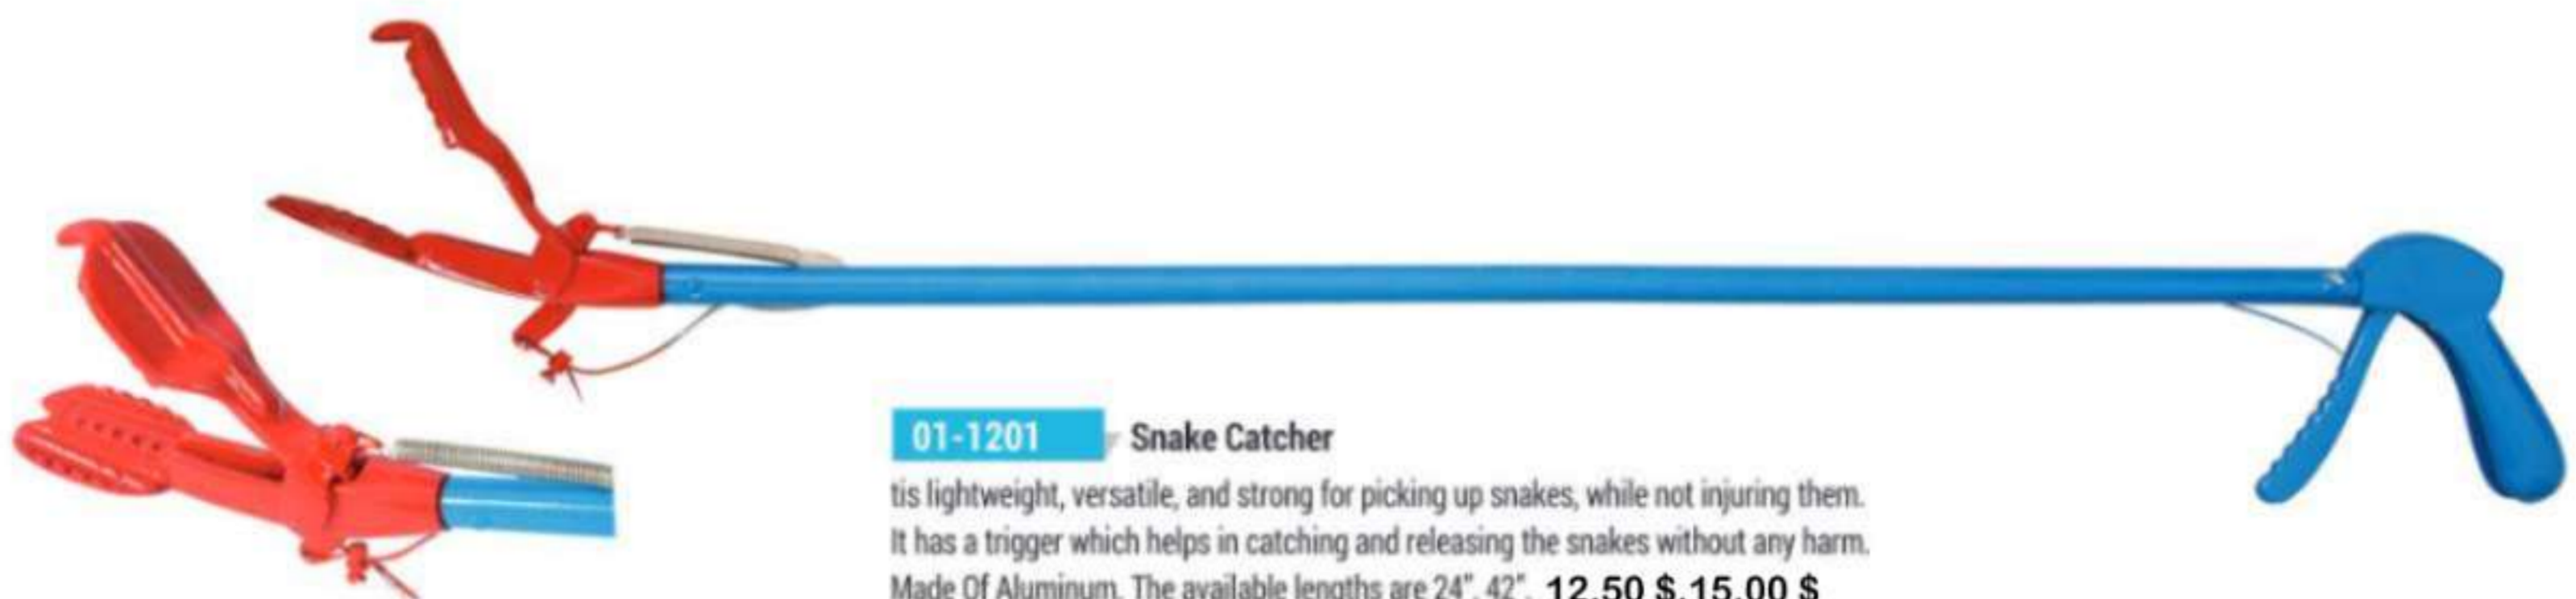 01-1201 Snake Catcher
tis lightweight, versatile, and strong for picking up snakes, while not injuring them.
It has a trigger which helps in catching and releasing the snakes without any harm.
Made Of Aluminum. The available lengths are 24", 42". 12.50 $.15.00 $